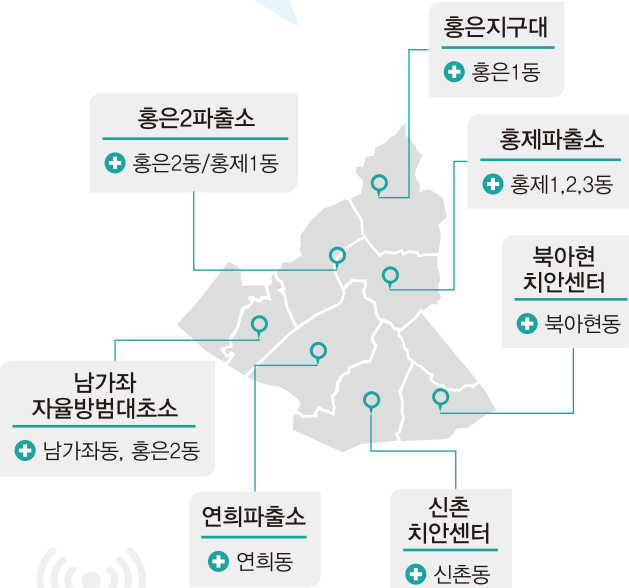 홍은지구대
홍은1동
홍은2파출소
홍은2동/홍제1동
홍제파출소
홍제1,2,3동
북아현
치안센터
북아현동
남가좌
자율방범대초소
남가좌동, 홍은2동
연희파출소
연희동
신촌
치안센터
신촌동